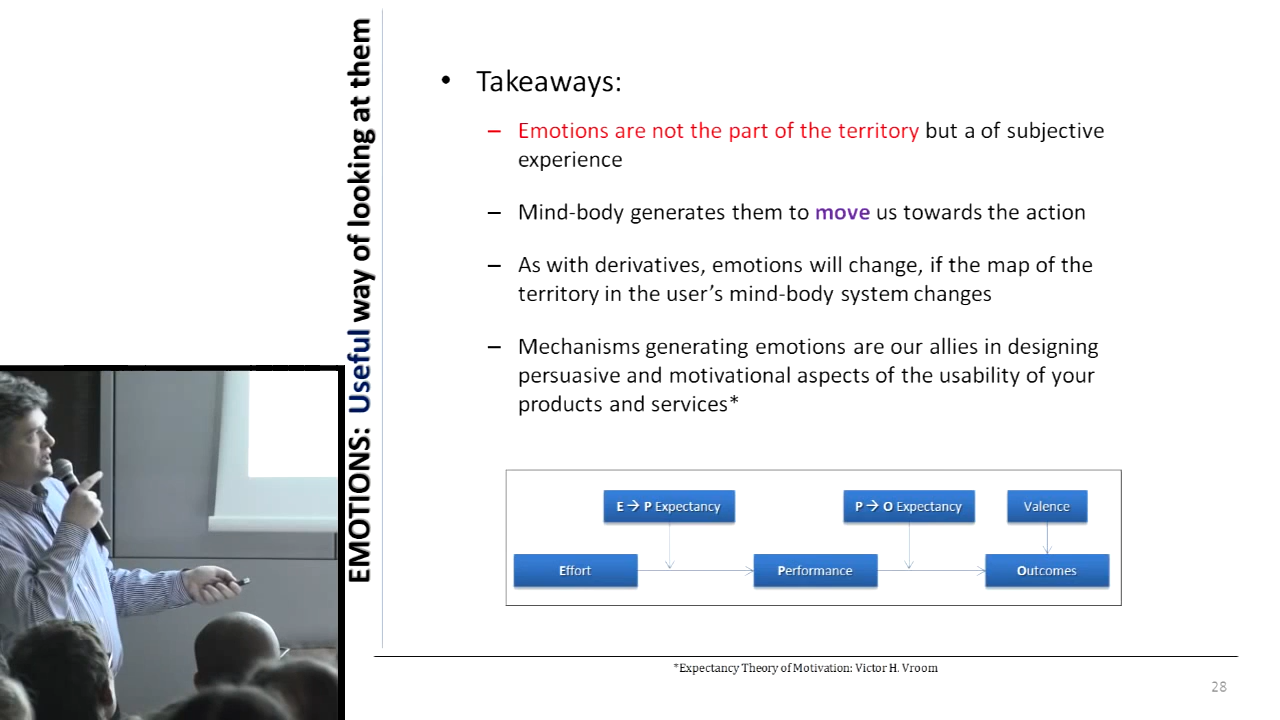 EMOTIONS: Useful way of looking at them
• Takeaways:
– Emotions are not the part of the territory but a of subjective
experience
– Mind-body generates them to move us towards the action
– As with derivatives, emotions will change, if the map of the
territory in the user’s mind-body system changes
– Mechanisms generating emotions are our allies in designing
persuasive and motivational aspects of the usability of your
products and services*
E → P Expectancy
P → O Expectancy
Valence
Effort
Performance
Outcomes
*Expectancy Theory of Motivation: Victor H. Vroom
28